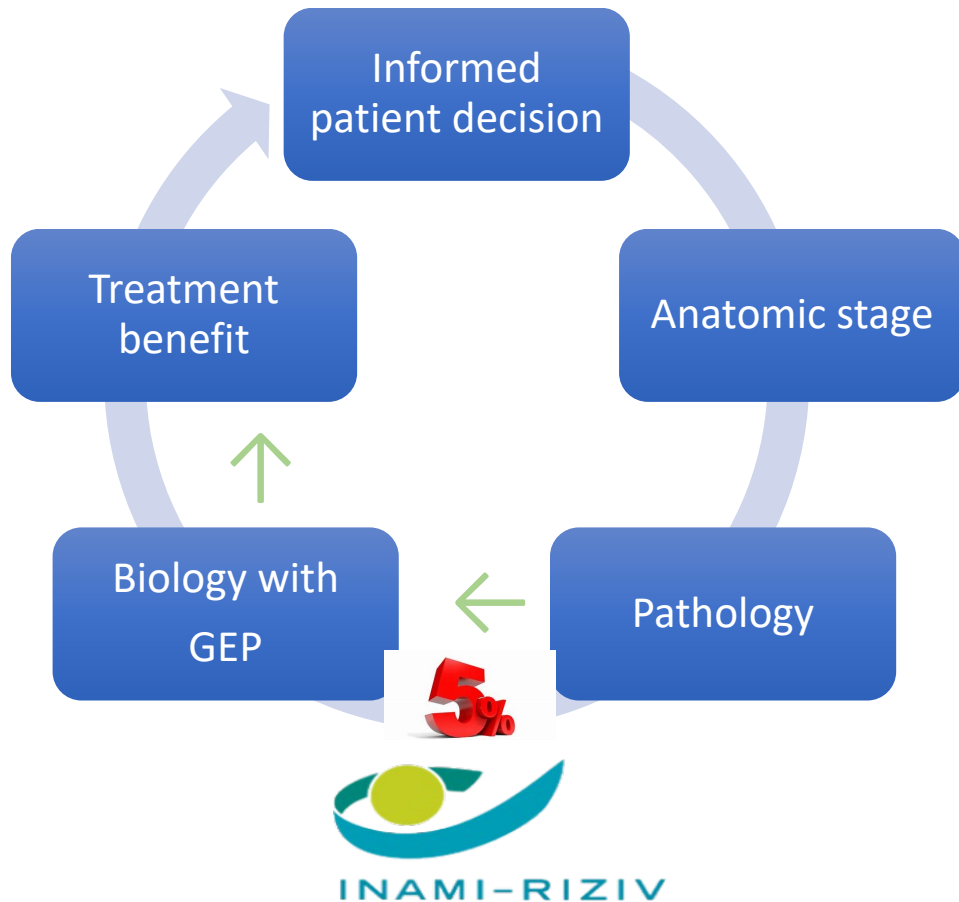 Informed
patient decision
Anatomic stage
Treatment
benefit
Biology with
GEP
Pathology
5%
INAMI-RIZIV